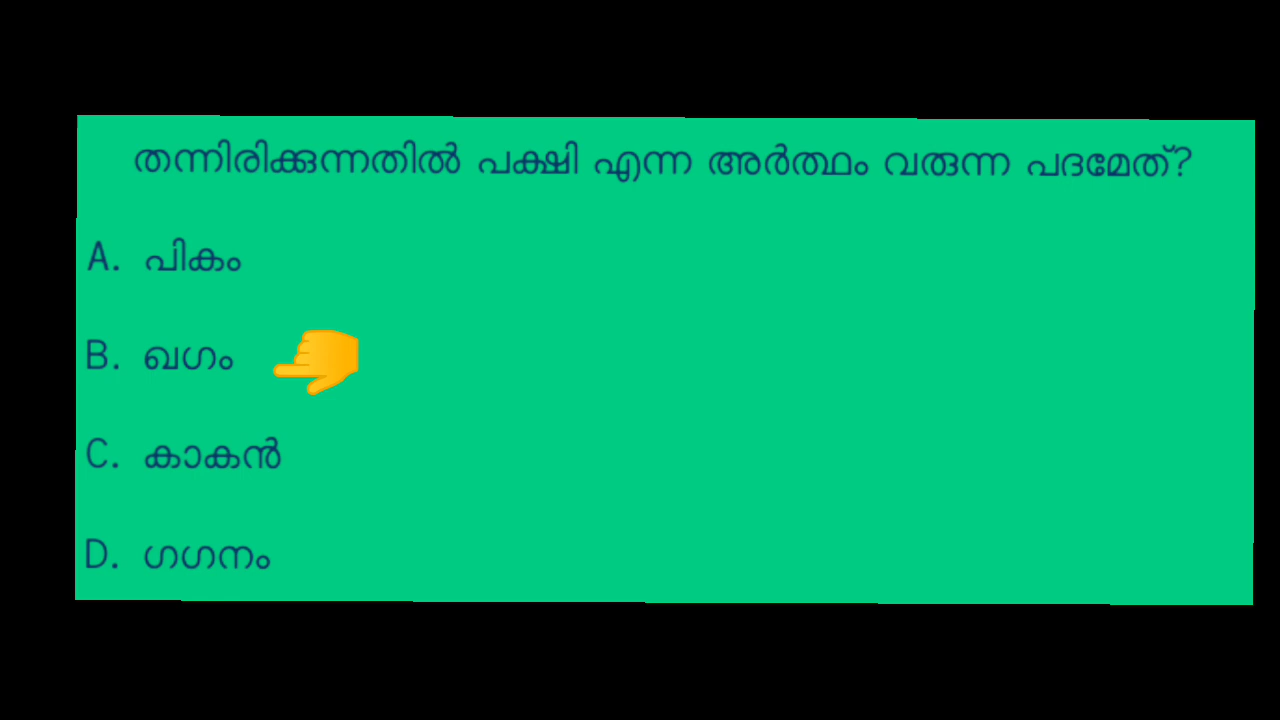 തന്നിരിക്കുന്നതിൽ പക്ഷി എന്ന അർത്ഥം വരുന്ന പദമേത്?
A. പികം
B. ഖഗം
C. കാകൻ
D. ഗഗനം